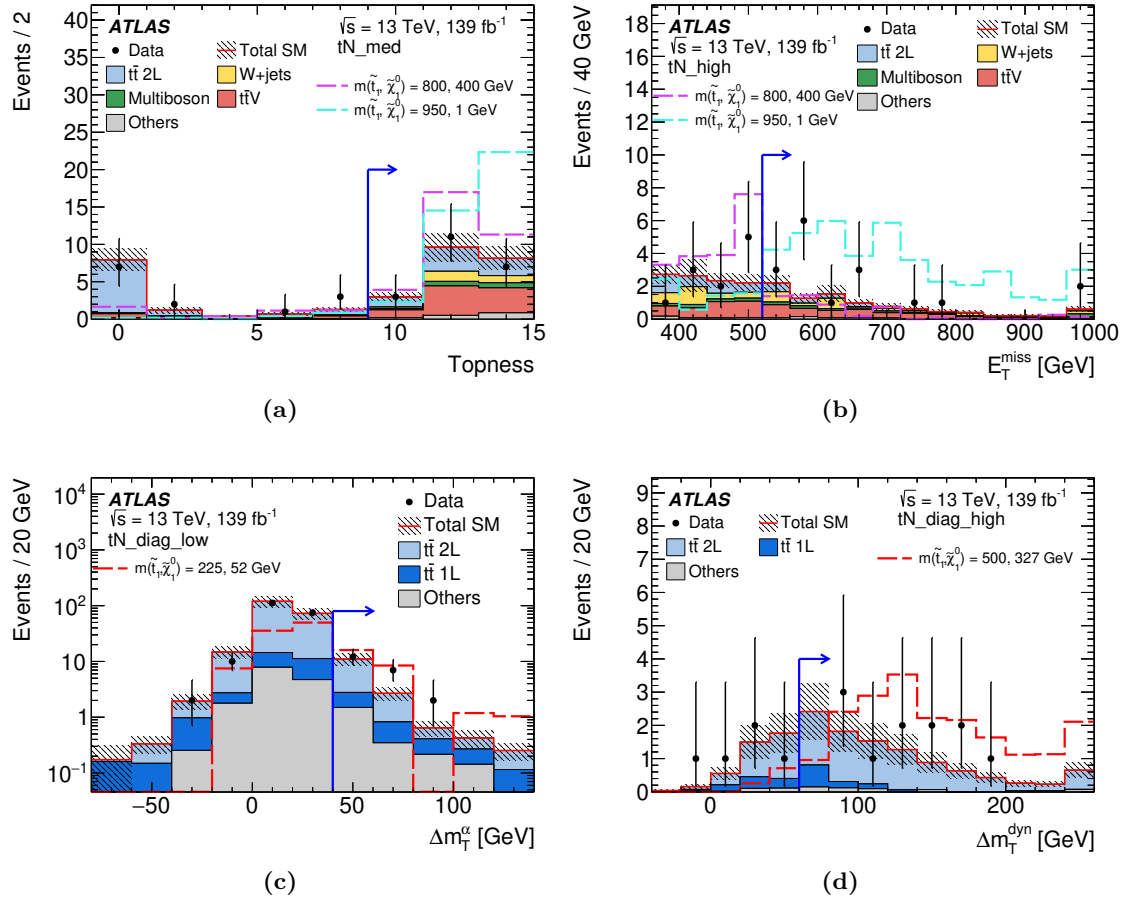 ATLAS
√s = 13 TeV, 139 fb⁻¹
tN_med
Data
Total SM
tt̄ 2L
W+jets
Multiboson
tt̄V
Others
m(t̃₁, χ̃₁⁰) = 800, 400 GeV
m(t̃₁, χ̃₁⁰) = 950, 1 GeV
Events / 2
40
35
30
25
20
15
10
5
0
0 5 10 15
Topness
(a)
ATLAS
√s = 13 TeV, 139 fb⁻¹
tN_high
Data
Total SM
tt̄ 2L
W+jets
Multiboson
tt̄V
Others
m(t̃₁, χ̃₁⁰) = 800, 400 GeV
m(t̃₁, χ̃₁⁰) = 950, 1 GeV
Events / 40 GeV
18
16
14
12
10
8
6
4
2
0
400 500 600 700 800 900 1000
E_T^miss [GeV]
(b)
ATLAS
√s = 13 TeV, 139 fb⁻¹
tN_diag_low
m(t̃₁, χ̃₁⁰) = 225, 52 GeV
Data
Total SM
tt̄ 2L
tt̄ 1L
Others
Events / 20 GeV
10⁴
10³
10²
10
1
10⁻¹
−50 0 50 100
Δm_T^α [GeV]
(c)
ATLAS
√s = 13 TeV, 139 fb⁻¹
tN_diag_high
Data
Total SM
tt̄ 2L
tt̄ 1L
Others
m(t̃₁, χ̃₁⁰) = 500, 327 GeV
Events / 20 GeV
9
8
7
6
5
4
3
2
1
0
0 100 200
Δm_T^dyn [GeV]
(d)